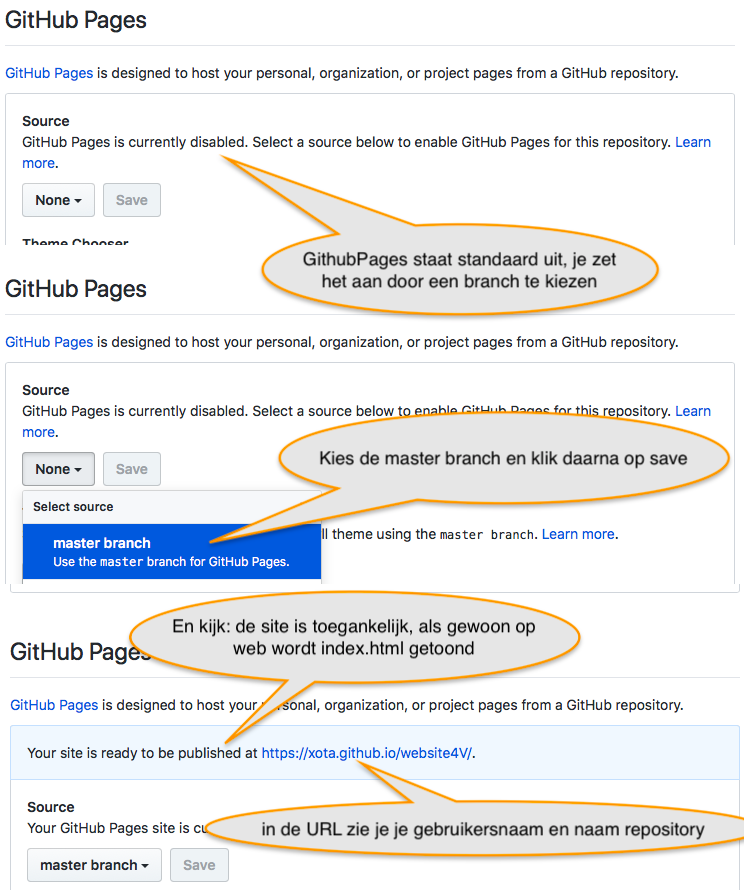 GitHub Pages
GitHub Pages is designed to host your personal, organization, or project pages from a GitHub repository.
Source
GitHub Pages is currently disabled. Select a source below to enable GitHub Pages for this repository. Learn
more.
None
Save
Theme Chooser
GithubPages staat standaard uit, je zet
het aan door een branch te kiezen
GitHub Pages
GitHub Pages is designed to host your personal, organization, or project pages from a GitHub repository.
Source
GitHub Pages is currently disabled. Select a source below to enable GitHub Pages for this repository. Learn
more.
None
Save
Kies de master branch en klik daarna op save
Select source
master branch
Use the master branch for GitHub Pages.
theme using the master branch. Learn more.
En kijk: de site is toegankelijk, als gewoon op
web wordt index.html getoond
GitHub Pages
GitHub Pages is designed to host your personal, organization, or project pages from a GitHub repository.
Your site is ready to be published at https://xota.github.io/website4V/.
Source
Your GitHub Pages site is
in de URL zie je je gebruikersnaam en naam repository
master branch
Save